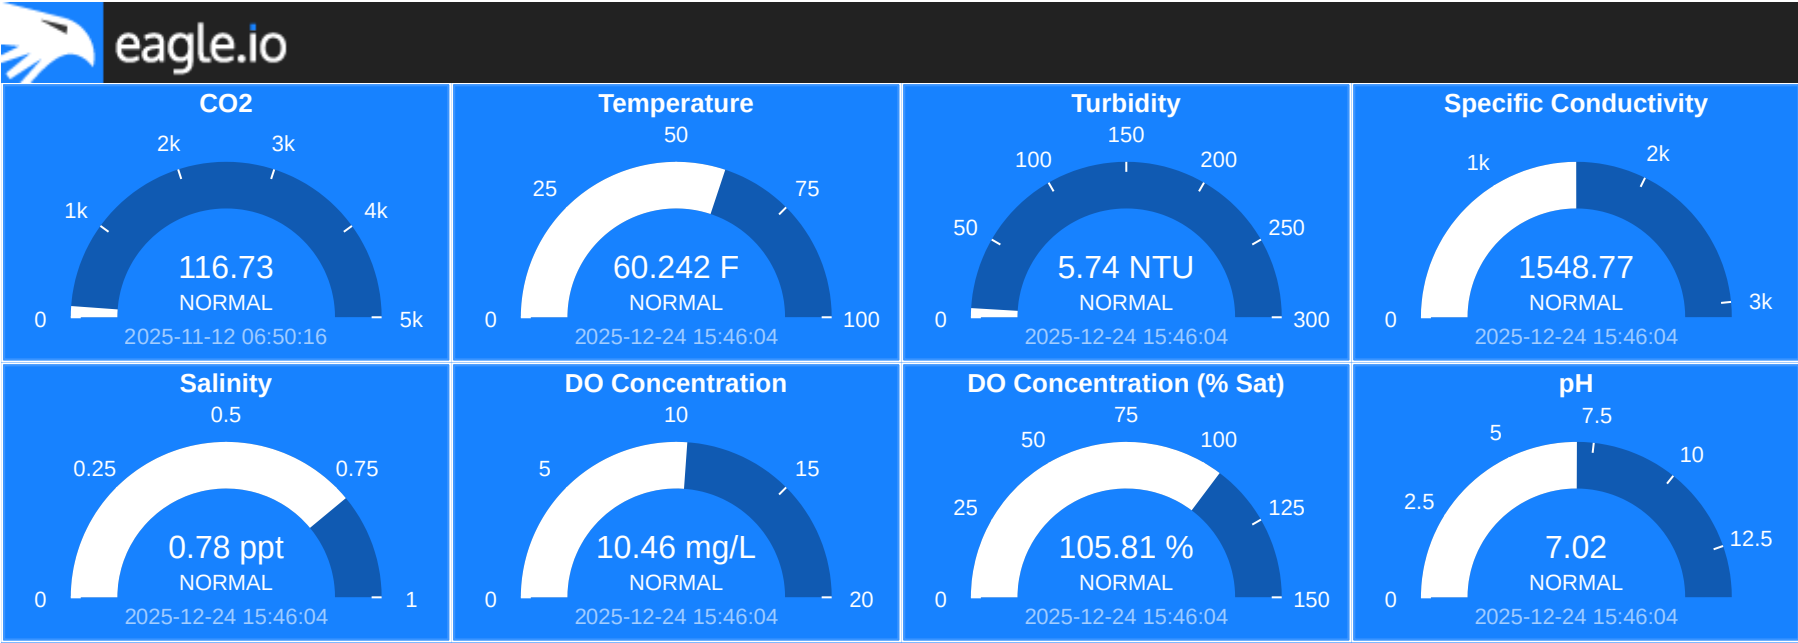 eagle.io
CO2
2k
3k
1k
4k
116.73
NORMAL
0
5k
2025-11-12 06:50:16
Temperature
50
25
75
60.242 F
NORMAL
0
100
2025-12-24 15:46:04
Turbidity
150
100
200
50
250
5.74 NTU
NORMAL
0
300
2025-12-24 15:46:04
Specific Conductivity
1k
2k
1548.77
NORMAL
3k
0
2025-12-24 15:46:04
Salinity
0.5
0.25
0.75
0.78 ppt
NORMAL
0
1
2025-12-24 15:46:04
DO Concentration
10
5
15
10.46 mg/L
NORMAL
0
20
2025-12-24 15:46:04
DO Concentration (% Sat)
75
50
100
25
125
105.81 %
NORMAL
0
150
2025-12-24 15:46:04
pH
7.5
5
10
2.5
12.5
7.02
NORMAL
0
2025-12-24 15:46:04